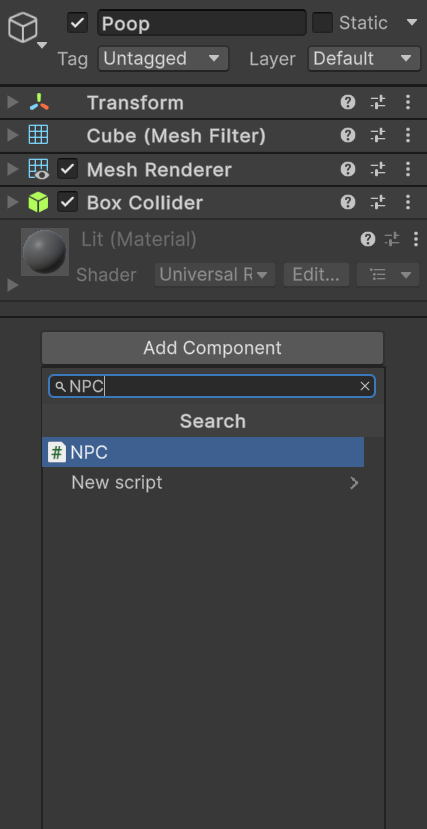 Poop
Static
Tag Untagged Layer Default
Transform
Cube (Mesh Filter)
Mesh Renderer
Box Collider
Lit (Material)
Shader Universal R Edit...
Add Component
NPC
Search
# NPC
New script